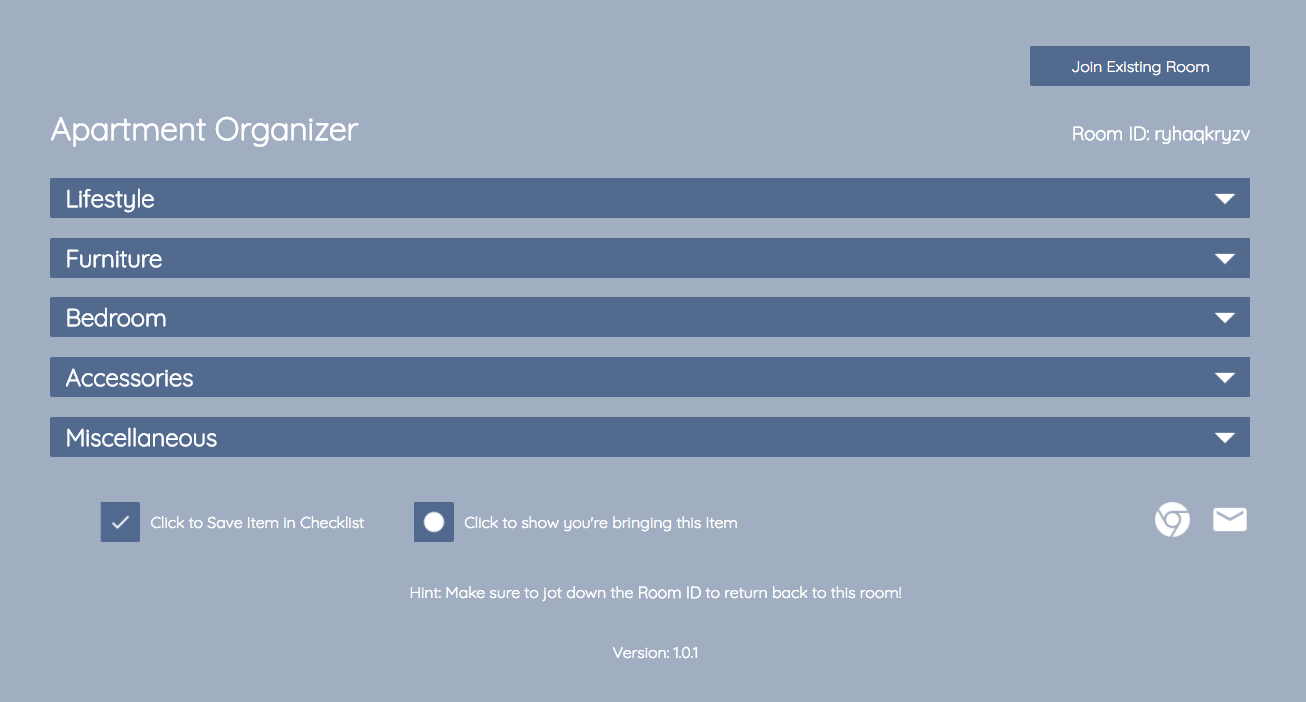 Join Existing Room
Apartment Organizer
Room ID: ryhaqkryzv
Lifestyle
Furniture
Bedroom
Accessories
Miscellaneous
Click to Save Item in Checklist
Click to show you're bringing this item
Hint: Make sure to jot down the Room ID to return back to this room!
Version: 1.0.1